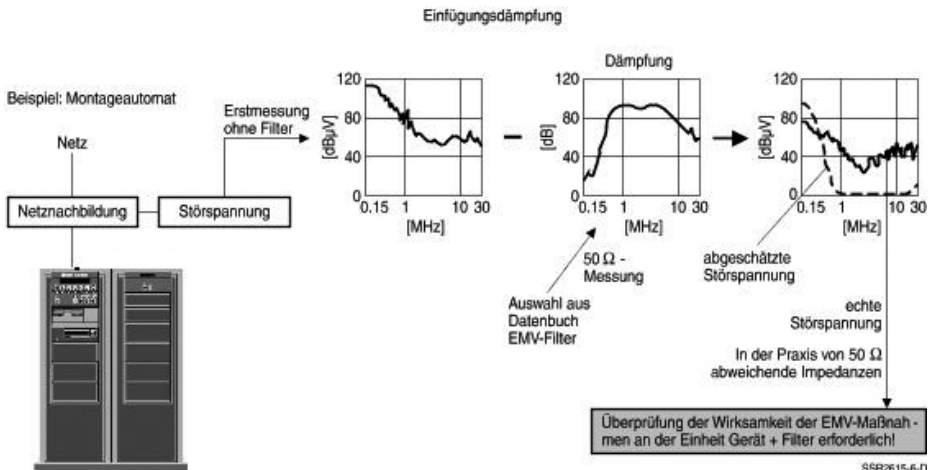 Einfügungsdämpfung
Beispiel: Montageautomat
Netz
Netznachbildung
Störspannung
Erstmessung
ohne Filter
[dBµV]
120
80
40
0
0.15 1 10 30
[MHz]
Dämpfung
[dB]
120
80
40
0
0.15 1 10 30
[MHz]
50 Ω -
Messung
Auswahl aus
Datenbuch
EMV-Filter
[dBµV]
120
80
40
0
0.15 1 10 30
[MHz]
abgeschätzte
Störspannung
echte
Störspannung
In der Praxis von 50 Ω
abweichende Impedanzen
Überprüfung der Wirksamkeit der EMV-Maßnah -
men an der Einheit Gerät + Filter erforderlich!
SSB2615-6-D